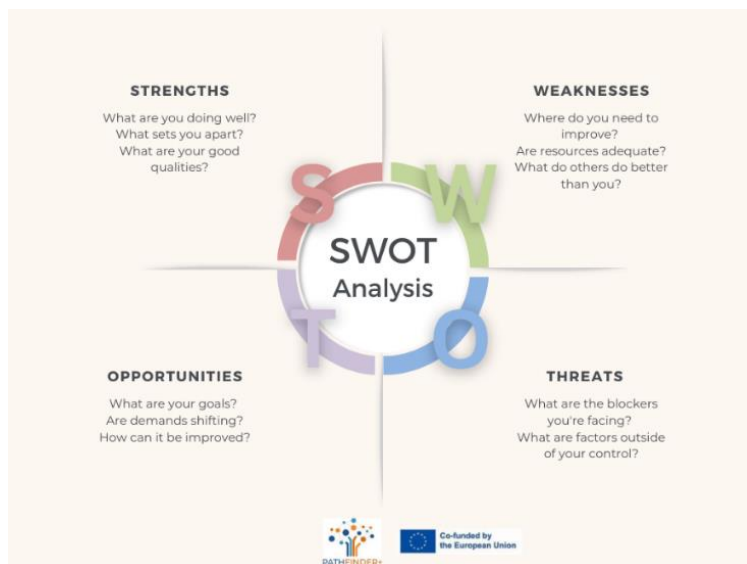 STRENGTHS
What are you doing well?
What sets you apart?
What are your good
qualities?
WEAKNESSES
Where do you need to
improve?
Are resources adequate?
What do others do better
than you?
S
W
SWOT
Analysis
T
O
OPPORTUNITIES
What are your goals?
Are demands shifting?
How can it be improved?
THREATS
What are the blockers
you're facing?
What are factors outside
of your control?
PATHFINDER+
Co-funded by
the European Union